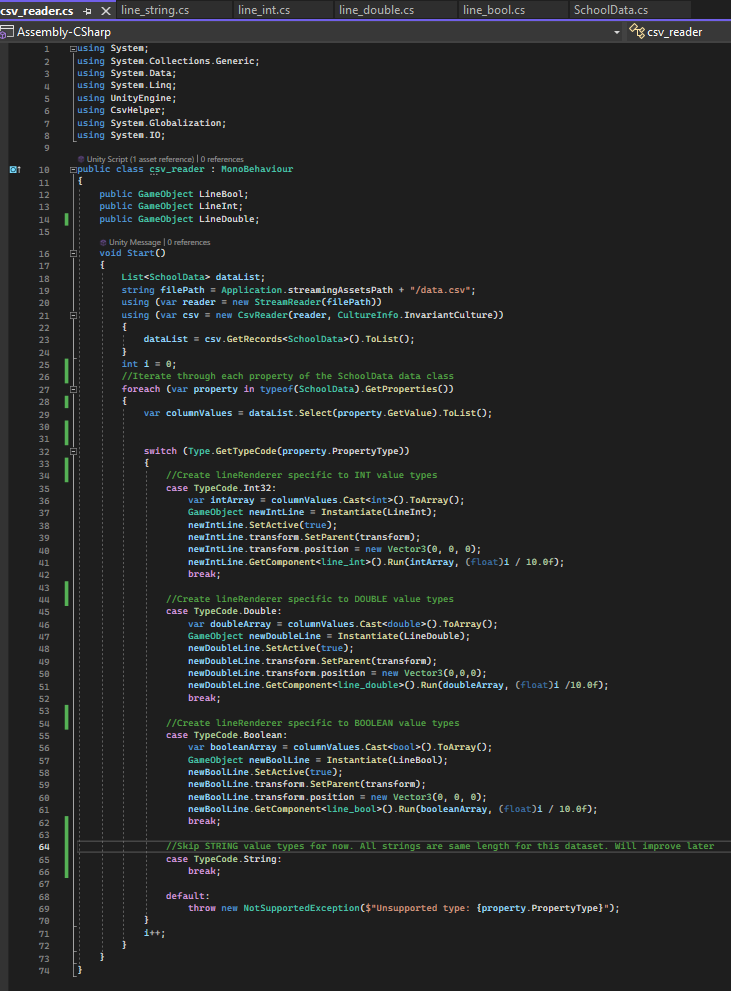 csv_reader.cs line_string.cs line_int.cs line_double.cs line_bool.cs SchoolData.cs
Assembly-CSharp csv_reader
1 using System;
2 using System.Collections.Generic;
3 using System.Data;
4 using System.Linq;
5 using UnityEngine;
6 using CsvHelper;
7 using System.Globalization;
8 using System.IO;
9
Unity Script (1 asset reference) | 0 references
10 public class csv_reader : MonoBehaviour
11 {
12 public GameObject LineBool;
13 public GameObject LineInt;
14 public GameObject LineDouble;
15
Unity Message | 0 references
16 void Start()
17 {
18 List<SchoolData> dataList;
19 string filePath = Application.streamingAssetsPath + "/data.csv";
20 using (var reader = new StreamReader(filePath))
21 using (var csv = new CsvReader(reader, CultureInfo.InvariantCulture))
22 {
23 dataList = csv.GetRecords<SchoolData>().ToList();
24 }
25 int i = 0;
26 //Iterate through each property of the SchoolData data class
27 foreach (var property in typeof(SchoolData).GetProperties())
28 {
29 var columnValues = dataList.Select(property.GetValue).ToList();
30
31
32 switch (Type.GetTypeCode(property.PropertyType))
33 {
34 //Create lineRenderer specific to INT value types
35 case TypeCode.Int32:
36 var intArray = columnValues.Cast<int>().ToArray();
37 GameObject newIntLine = Instantiate(LineInt);
38 newIntLine.SetActive(true);
39 newIntLine.transform.SetParent(transform);
40 newIntLine.transform.position = new Vector3(0, 0, 0);
41 newIntLine.GetComponent<line_int>().Run(intArray, (float)i / 10.0f);
42 break;
43
44 //Create lineRenderer specific to DOUBLE value types
45 case TypeCode.Double:
46 var doubleArray = columnValues.Cast<double>().ToArray();
47 GameObject newDoubleLine = Instantiate(LineDouble);
48 newDoubleLine.SetActive(true);
49 newDoubleLine.transform.SetParent(transform);
50 newDoubleLine.transform.position = new Vector3(0,0,0);
51 newDoubleLine.GetComponent<line_double>().Run(doubleArray, (float)i /10.0f);
52 break;
53
54 //Create lineRenderer specific to BOOLEAN value types
55 case TypeCode.Boolean:
56 var booleanArray = columnValues.Cast<bool>().ToArray();
57 GameObject newBoolLine = Instantiate(LineBool);
58 newBoolLine.SetActive(true);
59 newBoolLine.transform.SetParent(transform);
60 newBoolLine.transform.position = new Vector3(0, 0, 0);
61 newBoolLine.GetComponent<line_bool>().Run(booleanArray, (float)i / 10.0f);
62 break;
63
64 //Skip STRING value types for now. All strings are same length for this dataset. Will improve later
65 case TypeCode.String:
66 break;
67
68 default:
69 throw new NotSupportedException($"Unsupported type: {property.PropertyType}");
70 }
71 i++;
72 }
73 }
74 }